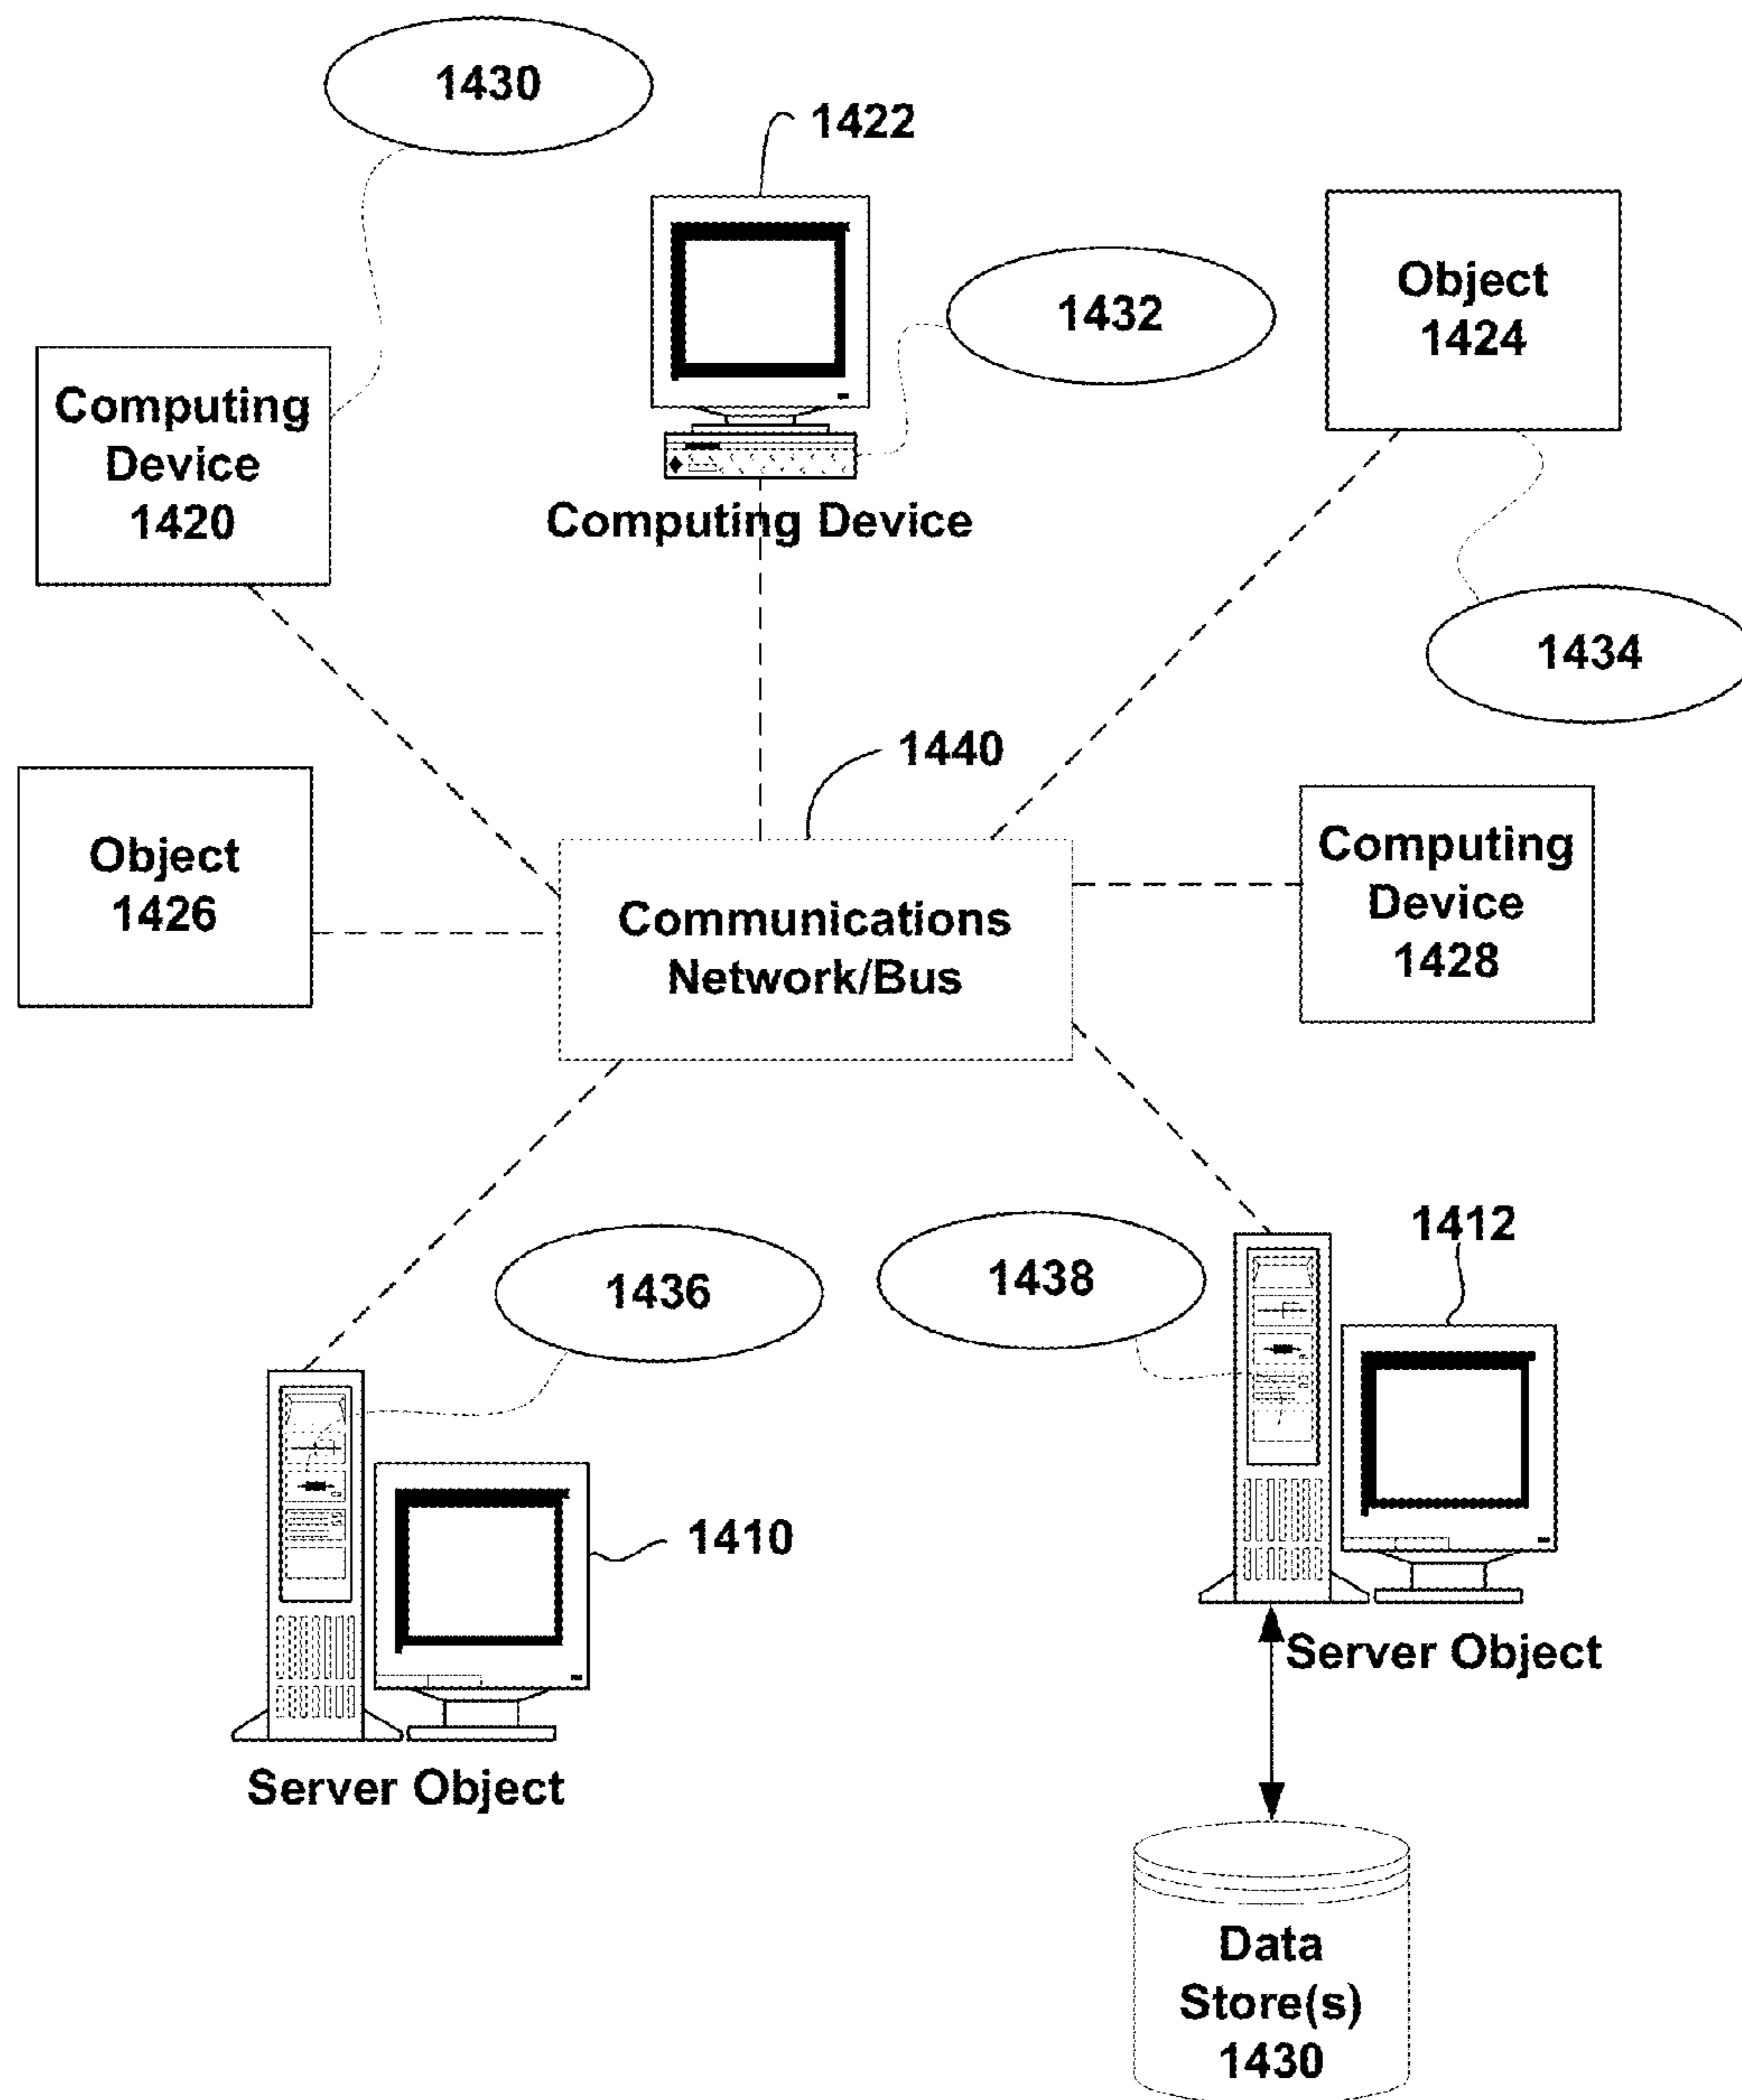 1430
1422
1432
Object
1424
Computing
Device
1420
Computing Device
1434
1440
Object
1426
Communications
Network/Bus
Computing
Device
1428
1436
1438
1412
1410
Server Object
Server Object
Data
Store(s)
1430